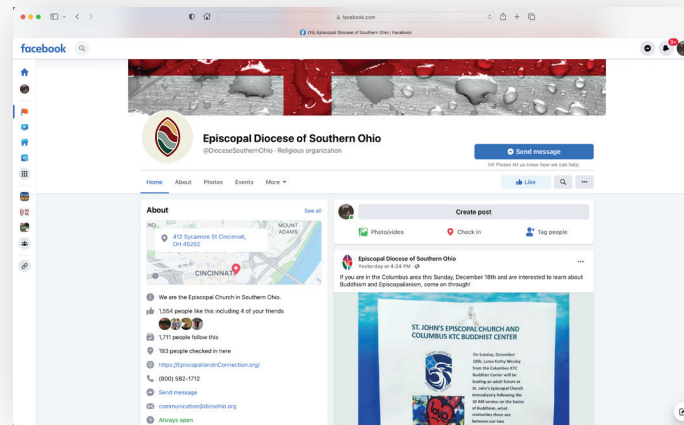 facebook.com
(15) Episcopal Diocese of Southern Ohio | Facebook
facebook
Episcopal Diocese of Southern Ohio
@DioceseSouthernOhio · Religious organization
Send message
Hi! Please let us know how we can help.
Home
About
Photos
Events
More
Like
About
See all
MOUNT
ADAMS
412 Sycamore St Cincinnati,
OH 45202
CINCINNATI
We are the Episcopal Church in Southern Ohio.
1,554 people like this including 4 of your friends
1,711 people follow this
193 people checked in here
https://EpiscopaliansInConnection.org/
(800) 582-1712
Send message
communication@diosohio.org
Always open
Create post
Photo/video
Check in
Tag people
Episcopal Diocese of Southern Ohio
Yesterday at 4:24 PM
If you are in the Columbus area this Sunday, December 18th and are interested to learn about
Buddhism and Episcopalianism, come on through!
ST. JOHN'S EPISCOPAL CHURCH AND
COLUMBUS KTC BUDDHIST CENTER
On Sunday, December
18th, Lama Kathy Wesley
from the Columbus KTC
Buddhist Center will be
leading an adult forum at
St. John's Episcopal Church
immediately following the
10 AM service on the basics
of Buddhism, what
similarities there are
between our two